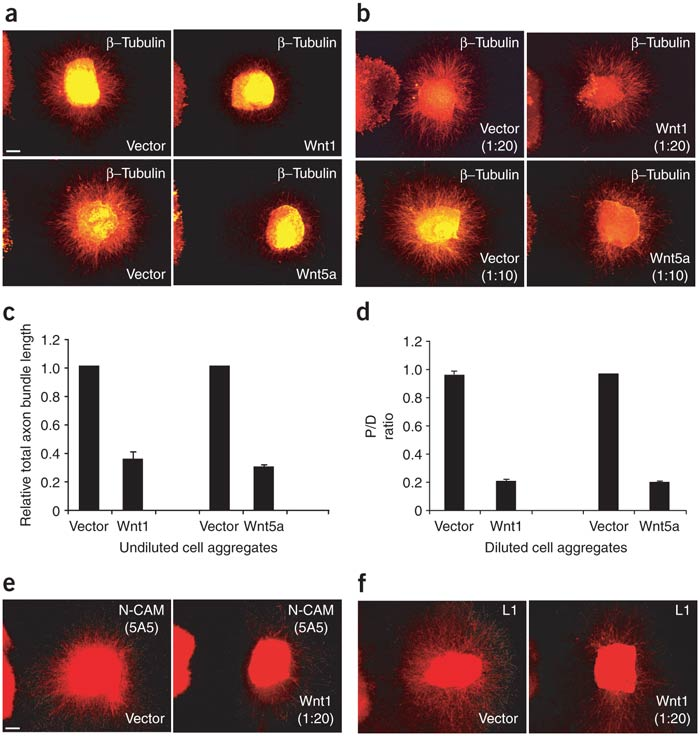 a
β–Tubulin
Vector
β–Tubulin
Wnt1
β–Tubulin
Vector
β–Tubulin
Wnt5a
b
β–Tubulin
Vector
(1:20)
β–Tubulin
Wnt1
(1:20)
β–Tubulin
Vector
(1:10)
β–Tubulin
Wnt5a
(1:10)
c
Relative total axon bundle length
1.2
1.0
0.8
0.6
0.4
0.2
0
Vector Wnt1 Vector Wnt5a
Undiluted cell aggregates
d
P/D
ratio
1.2
1.0
0.8
0.6
0.4
0.2
0
Vector Wnt1 Vector Wnt5a
Diluted cell aggregates
e
N-CAM
(5A5)
Vector
N-CAM
(5A5)
Wnt1
(1:20)
f
L1
Vector
L1
Wnt1
(1:20)